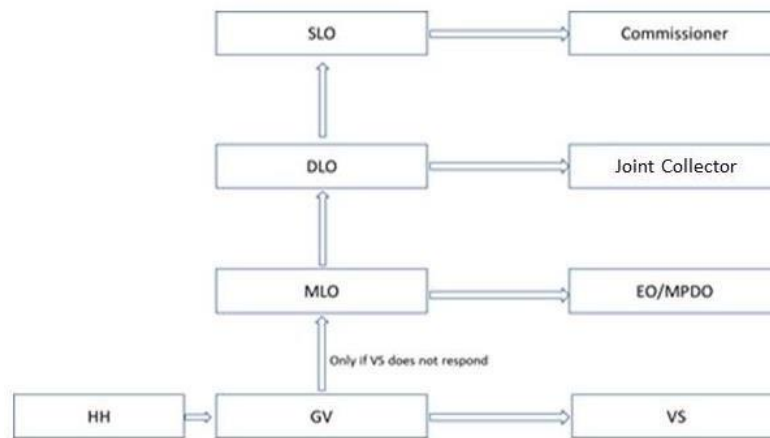 SLO
Commissioner
DLO
Joint Collector
MLO
EO/MPDO
Only if VS does not respond
HH
GV
VS